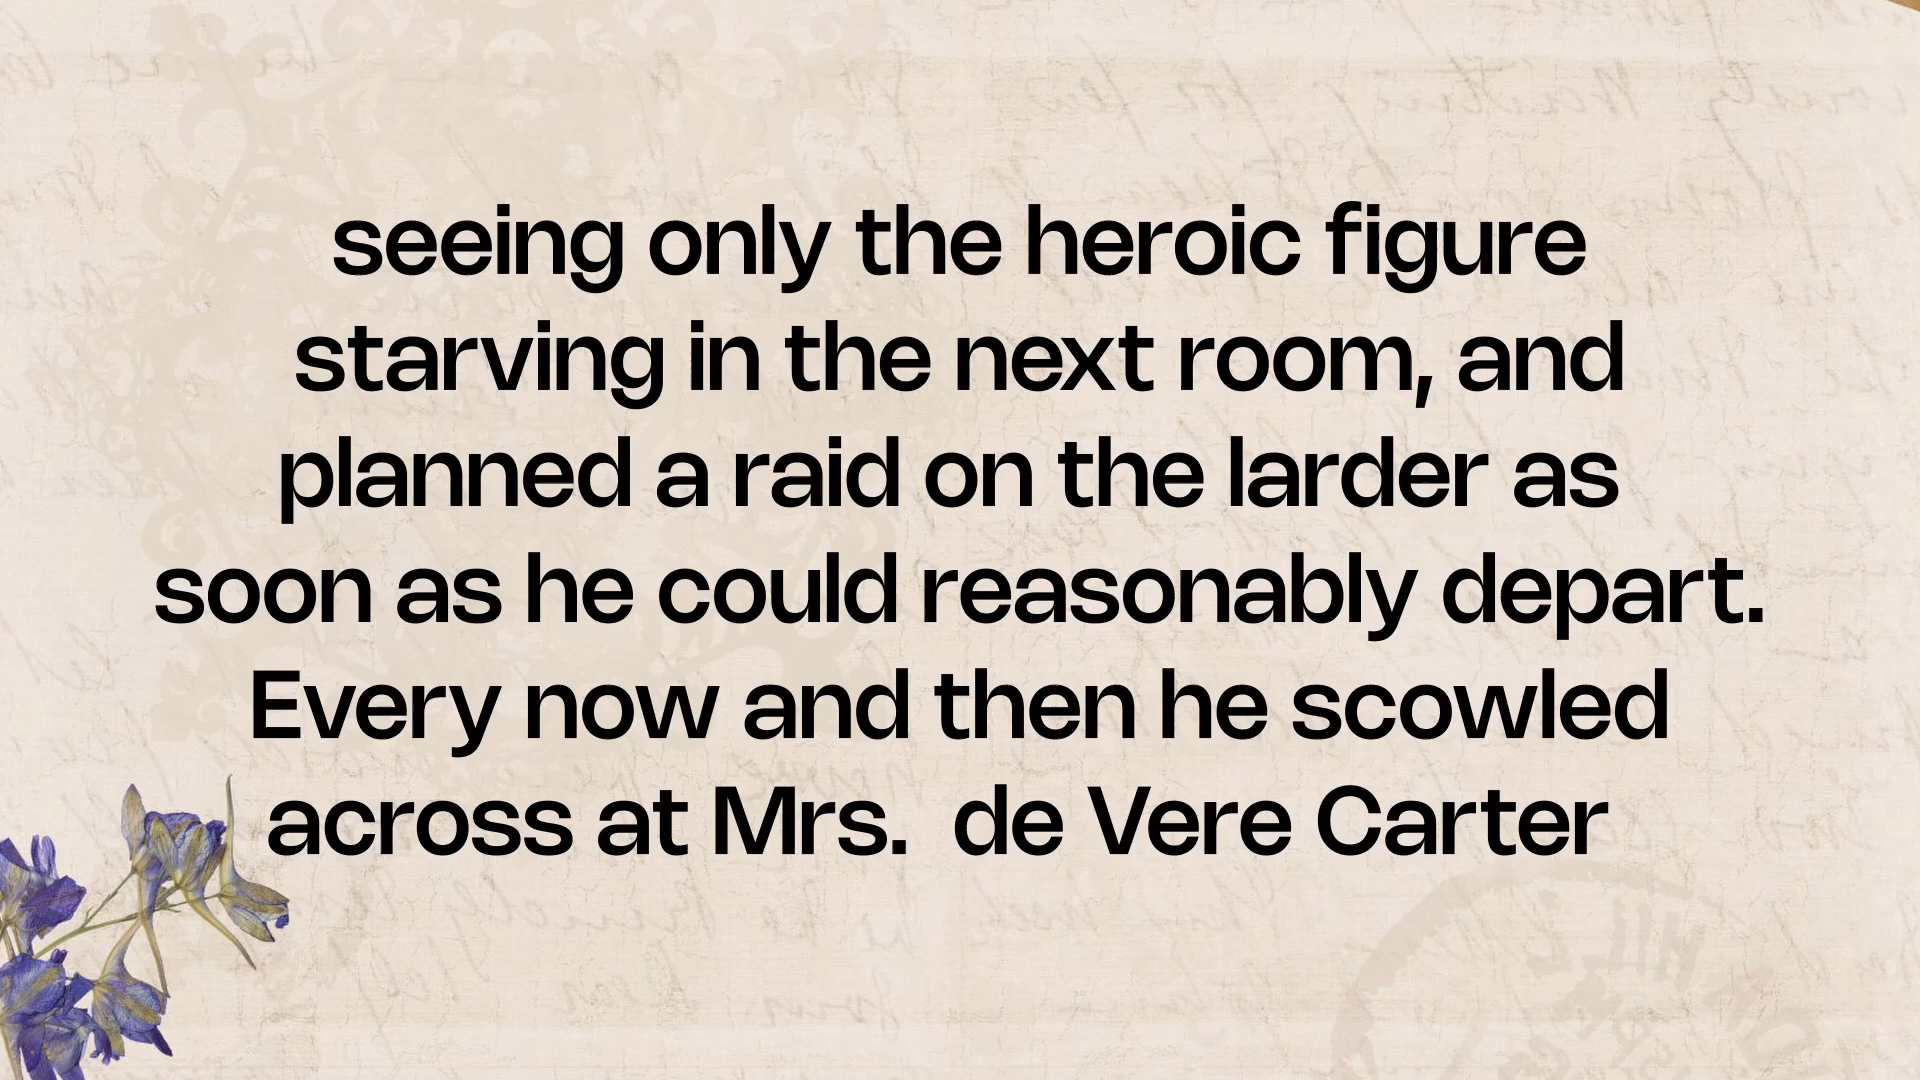 seeing only the heroic figure
starving in the next room, and
planned a raid on the larder as
soon as he could reasonably depart.
Every now and then he scowled
across at Mrs.  de Vere Carter